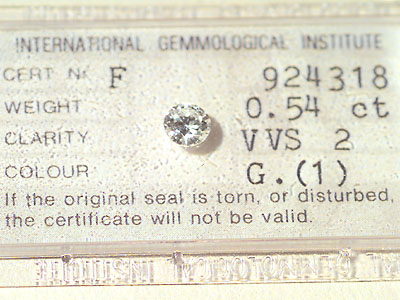 INTERNATIONAL GEMMOLOGICAL INSTITUTE
CERT Nr F 924318
WEIGHT 0.54 ct
CLARITY VVS 2
COLOUR G.(1)
If the original seal is torn, or disturbed,
the certificate will not be valid.